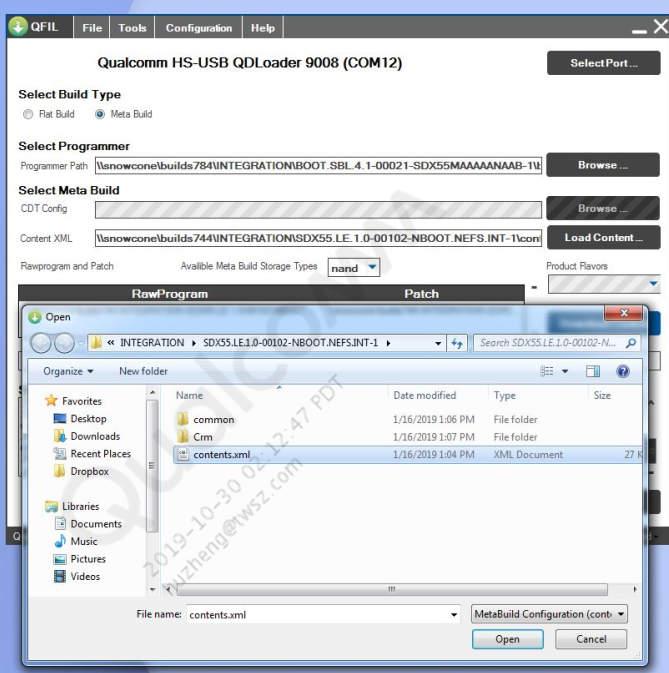 QFIL File Tools Configuration Help
Qualcomm HS-USB QDLoader 9008 (COM12)
Select Port ...
Select Build Type
Flat Build Meta Build
Select Programmer
Programmer Path \\snowcone\builds784\INTEGRATION\BOOT.SBL.4.1-00021-SDX55MAAAAANAAB-1\ Browse ...
Select Meta Build
CDT Config Browse ...
Content XML \\snowcone\builds744\INTEGRATION\SDX55.LE.1.0-00102-NBOOT.NEFS.INT-1\con Load Content ...
Rawprogram and Patch Availible Meta Build Storage Types nand Product Flavors
RawProgram Patch
Open
« INTEGRATION SDX55.LE.1.0-00102-NBOOT.NEFS.INT-1 Search SDX55.LE.1.0-00102-N...
Organize New folder
Name Date modified Type Size
Favorites
Desktop
Downloads
Recent Places
Dropbox
Libraries
Documents
Music
Pictures
Videos
common 1/16/2019 1:06 PM File folder
Crm 1/16/2019 1:07 PM File folder
contents.xml 1/16/2019 1:04 PM XML Document 27 K
File name: contents.xml MetaBuild Configuration (cont
Open Cancel
Qualcomm
2019-10-30 02:12:47 PDT